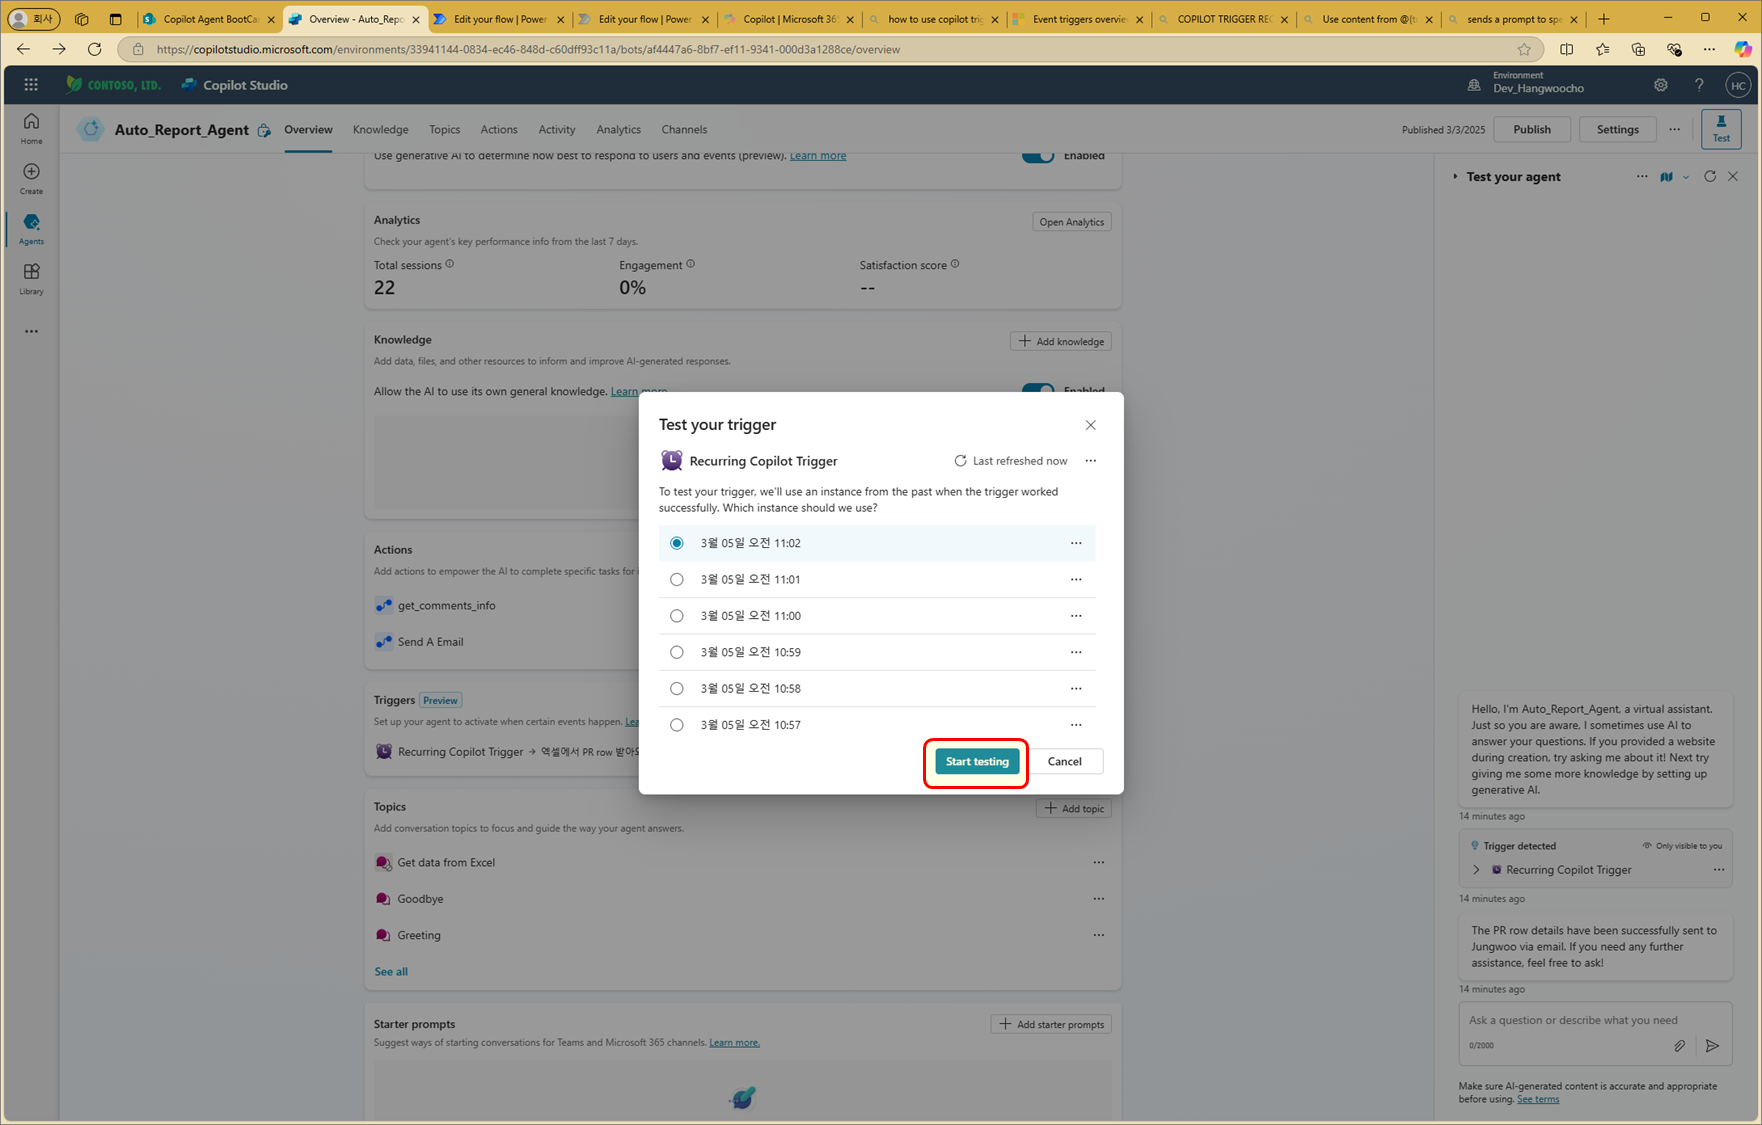 회사
Copilot Agent BootCa
Overview - Auto_Repo
Edit your flow | Power
Edit your flow | Power
Copilot | Microsoft 36
how to use copilot trig
Event triggers overvie
COPILOT TRIGGER REC
Use content from @{t
sends a prompt to spe
https://copilotstudio.microsoft.com/environments/33941144-0834-ec46-848d-c60dff93c11a/bots/af4447a6-8bf7-ef11-9341-000d3a1288ce/overview
CONTOSO, LTD.
Copilot Studio
Environment
Dev_Hangwoocho
HC
Home
Create
Agents
Library
Auto_Report_Agent
Overview
Knowledge
Topics
Actions
Activity
Analytics
Channels
Published 3/3/2025
Publish
Settings
Test
Use generative AI to determine how best to respond to users and events (preview). Learn more
Enabled
Analytics
Open Analytics
Check your agent's key performance info from the last 7 days.
Total sessions
Engagement
Satisfaction score
22
0%
--
Knowledge
Add knowledge
Add data, files, and other resources to inform and improve AI-generated responses.
Allow the AI to use its own general knowledge. Learn more
Enabled
Actions
Add actions to empower the AI to complete specific tasks for
get_comments_info
Send A Email
Triggers
Preview
Set up your agent to activate when certain events happen. Lea
Recurring Copilot Trigger → 엑셀에서 PR row 받아오
Topics
Add topic
Add conversation topics to focus and guide the way your agent answers.
Get data from Excel
Goodbye
Greeting
See all
Starter prompts
Add starter prompts
Suggest ways of starting conversations for Teams and Microsoft 365 channels. Learn more.
Test your trigger
Recurring Copilot Trigger
Last refreshed now
To test your trigger, we'll use an instance from the past when the trigger worked
successfully. Which instance should we use?
3월 05일 오전 11:02
3월 05일 오전 11:01
3월 05일 오전 11:00
3월 05일 오전 10:59
3월 05일 오전 10:58
3월 05일 오전 10:57
Start testing
Cancel
Test your agent
Hello, I'm Auto_Report_Agent, a virtual assistant.
Just so you are aware, I sometimes use AI to
answer your questions. If you provided a website
during creation, try asking me about it! Next try
giving me some more knowledge by setting up
generative AI.
14 minutes ago
Trigger detected
Only visible to you
Recurring Copilot Trigger
14 minutes ago
The PR row details have been successfully sent to
Jungwoo via email. If you need any further
assistance, feel free to ask!
14 minutes ago
Ask a question or describe what you need
0/2000
Make sure AI-generated content is accurate and appropriate
before using. See terms